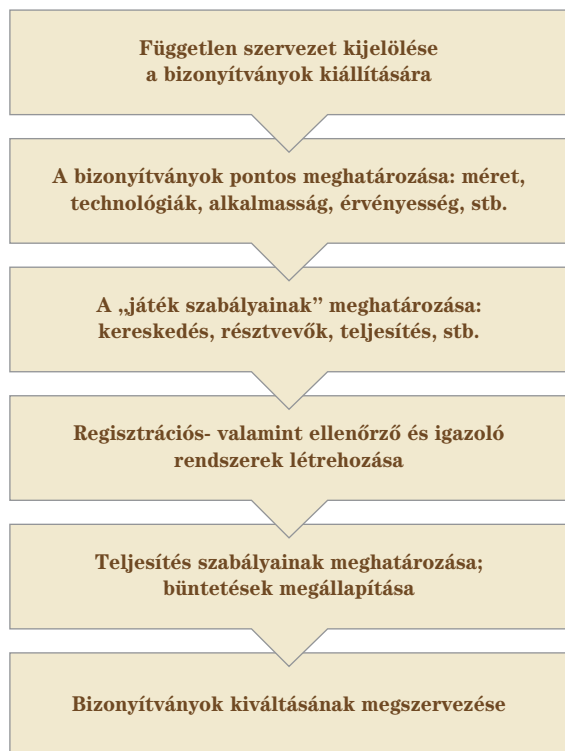 Független szervezet kijelölése
a bizonyítványok kiállítására
A bizonyítványok pontos meghatározása: méret,
technológiák, alkalmasság, érvényesség, stb.
A „játék szabályainak” meghatározása:
kereskedés, résztvevők, teljesítés, stb.
Regisztrációs- valamint ellenőrző és igazoló
rendszerek létrehozása
Teljesítés szabályainak meghatározása;
büntetések megállapítása
Bizonyítványok kiváltásának megszervezése